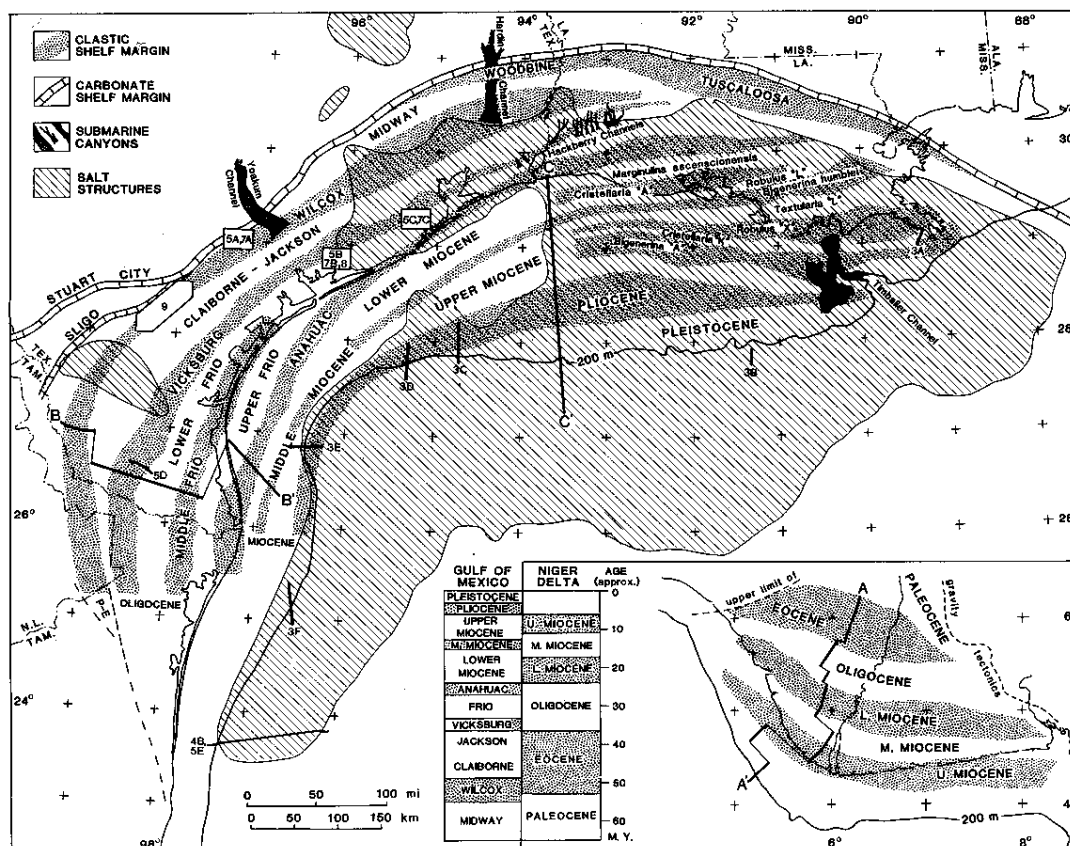 CLASTIC
SHELF MARGIN
CARBONATE
SHELF MARGIN
SUBMARINE
CANYONS
SALT
STRUCTURES
96°
94°
92°
90°
88°
LA.
TEX.
MISS.
LA.
ALA.
MISS.
30
28
26°
24°
98°
28
26
Hardin Channel
WOODBINE
TUSCALOOSA
MIDWAY
Yoakum
Channel
WILCOX
Hackberry Channels
C
Marginulina ascensionensis
Cristellaria "A"
Robulus "L"
Bigenerina humblei
Textularia "L"
Cristellaria "K"
Bigenerina "A"
5A,7A
5C,7C
5B
7B,8
9
STUART CITY
SLIGO
CLAIBORNE - JACKSON
VICKSBURG
LOWER FRIO
MIDDLE FRIO
UPPER FRIO
ANAHUAC
LOWER MIOCENE
MIDDLE MIOCENE
UPPER MIOCENE
PLIOCENE
PLEISTOCENE
Timbalier Channel
200 m
TEX.
TAM.
B
B'
C'
3A
3B
3C
3D
3E
3F
5D
4B
5E
MIOCENE
OLIGOCENE
N.L.
TAM.
0 50 100 mi
0 50 100 150
km
GULF OF
MEXICO
NIGER
DELTA
AGE
(approx.)
PLEISTOCENE
PLIOCENE
UPPER
MIOCENE
M. MIOCENE
LOWER
MIOCENE
ANAHUAC
FRIO
VICKSBURG
JACKSON
CLAIBORNE
WILCOX
MIDWAY
U. MIOCENE
M. MIOCENE
L. MIOCENE
OLIGOCENE
EOCENE
PALEOCENE
0
10
20
30
40
50
60
M. Y.
upper limit of
gravity
tectonics
A
PALEOCENE
EOCENE
OLIGOCENE
L. MIOCENE
M. MIOCENE
U. MIOCENE
A'
200 m
6°
8°
4°